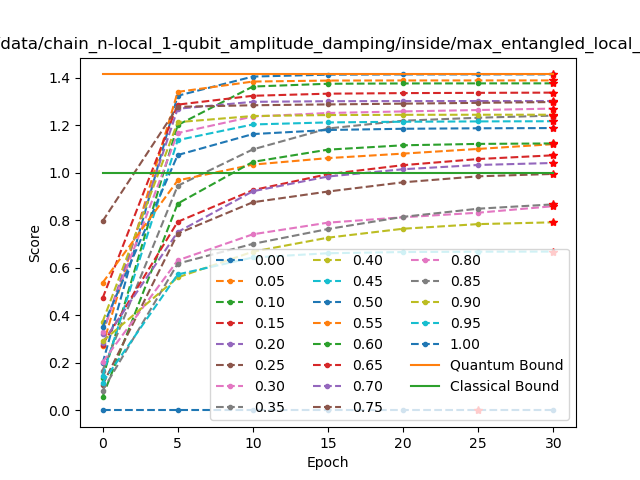 /data/chain_n-local_1-qubit_amplitude_damping/inside/max_entangled_local_
1.4
1.2
1.0
0.8
0.6
0.4
0.2
0.0
Score
0 5 10 15 20 25 30
Epoch
0.00 0.40 0.80
0.05 0.45 0.85
0.10 0.50 0.90
0.15 0.55 0.95
0.20 0.60 1.00
0.25 0.65 Quantum Bound
0.30 0.70 Classical Bound
0.35 0.75